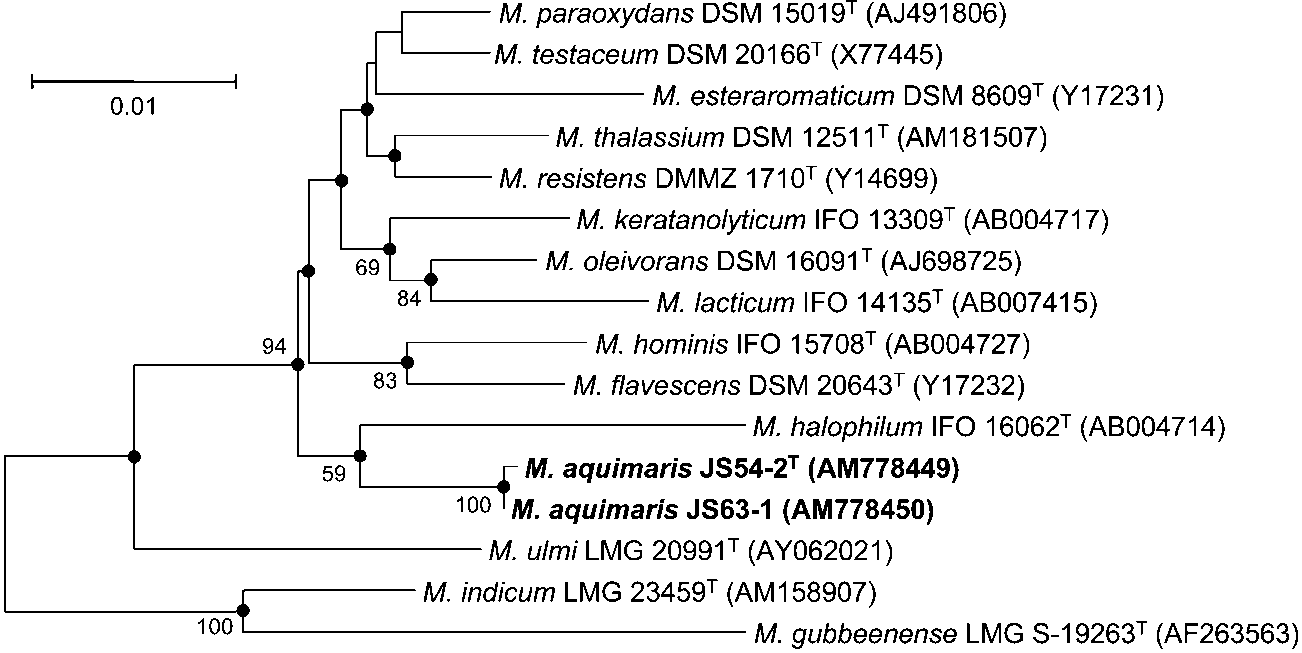 M. paraoxydans DSM 15019T (AJ491806)
M. testaceum DSM 20166T (X77445)
0.01
M. esteraromaticum DSM 8609T (Y17231)
M. thalassium DSM 12511T (AM181507)
M. resistens DMMZ 1710T (Y14699)
M. keratanolyticum IFO 13309T (AB004717)
69
M. oleivorans DSM 16091T (AJ698725)
84
M. lacticum IFO 14135T (AB007415)
94
M. hominis IFO 15708T (AB004727)
83
M. flavescens DSM 20643T (Y17232)
M. halophilum IFO 16062T (AB004714)
59
M. aquimaris JS54-2T (AM778449)
100
M. aquimaris JS63-1 (AM778450)
M. ulmi LMG 20991T (AY062021)
M. indicum LMG 23459T (AM158907)
100
M. gubbeenense LMG S-19263T (AF263563)